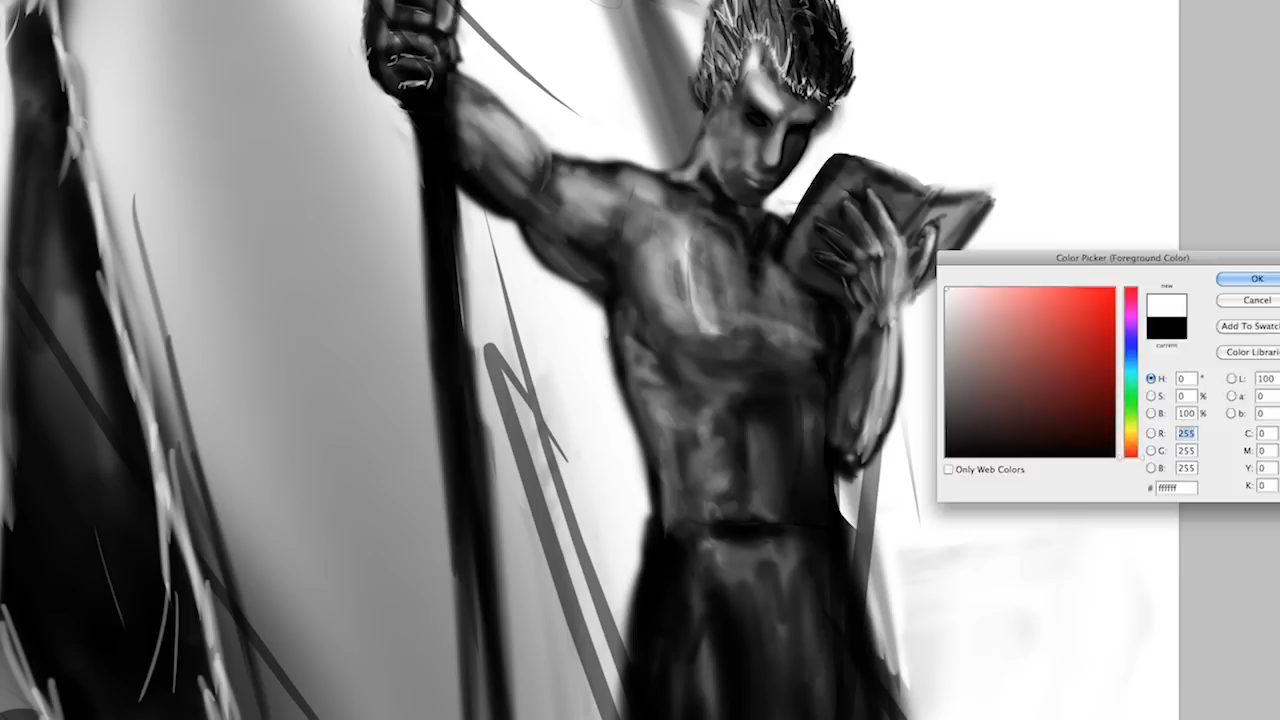 Color Picker (Foreground Color)
new
current
OK
Cancel
Add To Swatc
Color Librari
H: 0 °
S: 0 %
B: 100 %
R: 255
G: 255
B: 255
# ffffff
L: 100
a: 0
b: 0
C: 0
M: 0
Y: 0
K: 0
Only Web Colors